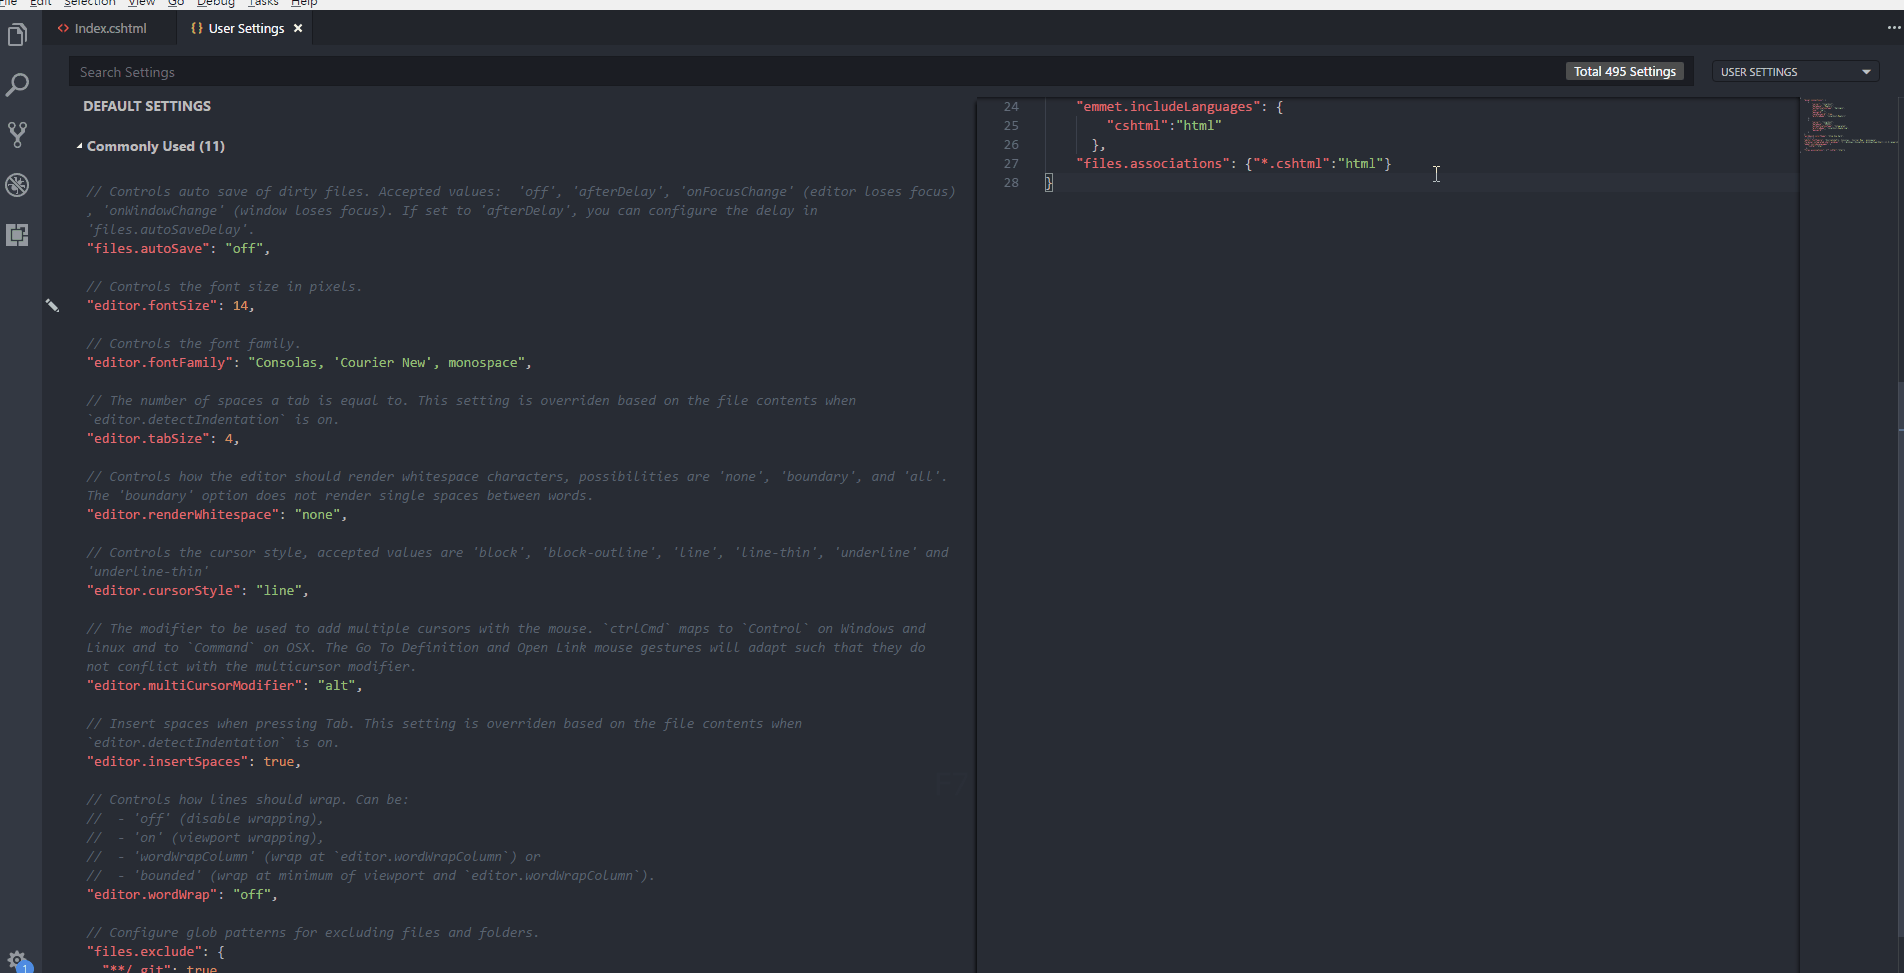 File Edit Selection View Go Debug Tasks Help
<> Index.cshtml {} User Settings ×
Search Settings
Total 495 Settings
USER SETTINGS
DEFAULT SETTINGS
Commonly Used (11)
// Controls auto save of dirty files. Accepted values:  'off', 'afterDelay', 'onFocusChange' (editor loses focus)
, 'onWindowChange' (window loses focus). If set to 'afterDelay', you can configure the delay in
'files.autoSaveDelay'.
"files.autoSave": "off",
// Controls the font size in pixels.
"editor.fontSize": 14,
// Controls the font family.
"editor.fontFamily": "Consolas, 'Courier New', monospace",
// The number of spaces a tab is equal to. This setting is overriden based on the file contents when
`editor.detectIndentation` is on.
"editor.tabSize": 4,
// Controls how the editor should render whitespace characters, possibilities are 'none', 'boundary', and 'all'.
The 'boundary' option does not render single spaces between words.
"editor.renderWhitespace": "none",
// Controls the cursor style, accepted values are 'block', 'block-outline', 'line', 'line-thin', 'underline' and
'underline-thin'
"editor.cursorStyle": "line",
// The modifier to be used to add multiple cursors with the mouse. `ctrlCmd` maps to `Control` on Windows and
Linux and to `Command` on OSX. The Go To Definition and Open Link mouse gestures will adapt such that they do
not conflict with the multicursor modifier.
"editor.multiCursorModifier": "alt",
// Insert spaces when pressing Tab. This setting is overriden based on the file contents when
`editor.detectIndentation` is on.
"editor.insertSpaces": true,
// Controls how lines should wrap. Can be:
//  - 'off' (disable wrapping),
//  - 'on' (viewport wrapping),
//  - 'wordWrapColumn' (wrap at `editor.wordWrapColumn`) or
//  - 'bounded' (wrap at minimum of viewport and `editor.wordWrapColumn`).
"editor.wordWrap": "off",
// Configure glob patterns for excluding files and folders.
"files.exclude": {
"**/.git": true
24 "emmet.includeLanguages": {
25 "cshtml":"html"
26 },
27 "files.associations": {"*.cshtml":"html"}
28 }
1